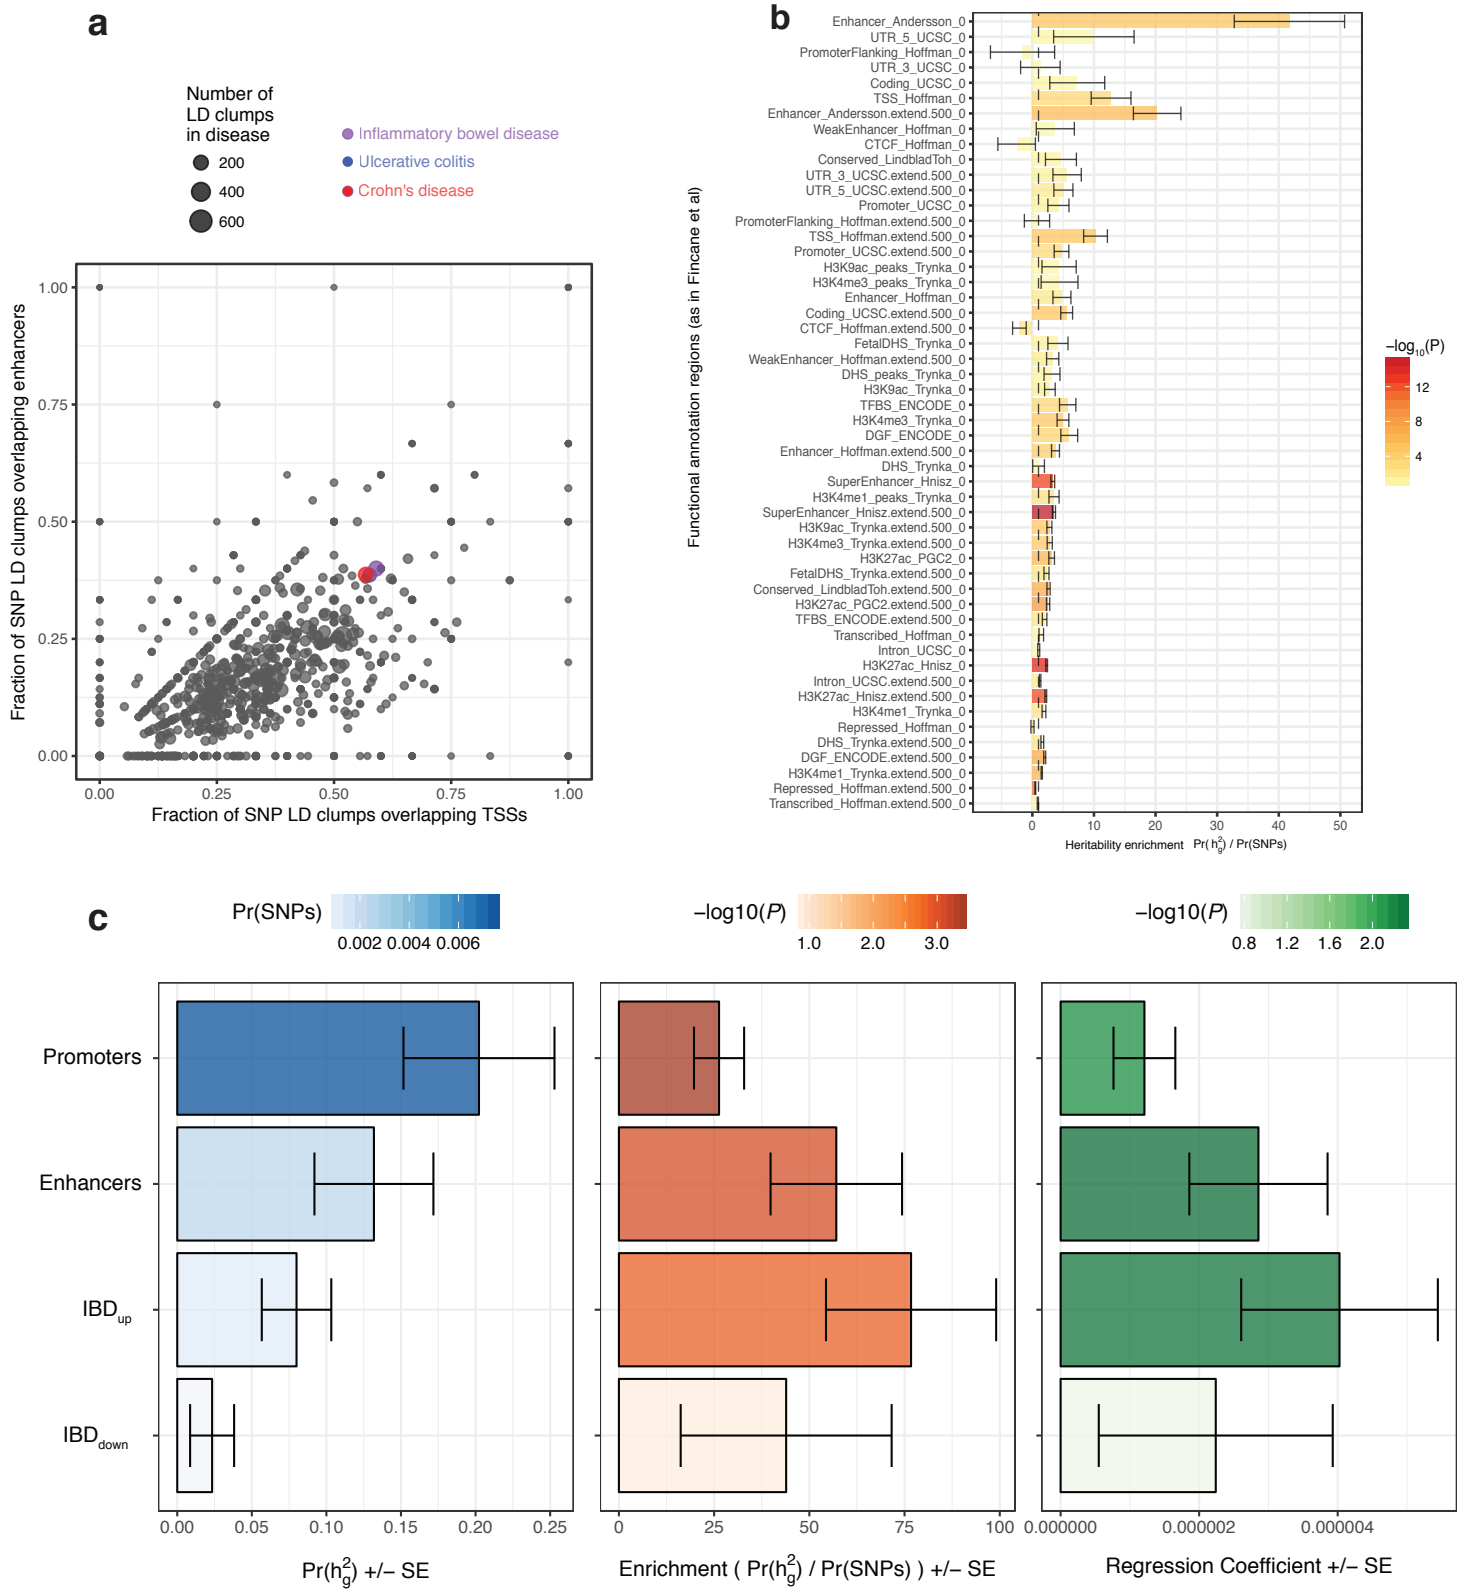 a
Number of
LD clumps
in disease
200
400
600
Inflammatory bowel disease
Ulcerative colitis
Crohn's disease
Fraction of SNP LD clumps overlapping enhancers
1.00
0.75
0.50
0.25
0.00
0.00 0.25 0.50 0.75 1.00
Fraction of SNP LD clumps overlapping TSSs
b
Functional annotation regions (as in Fincane et al)
Enhancer_Andersson_0
UTR_5_UCSC_0
PromoterFlanking_Hoffman_0
UTR_3_UCSC_0
Coding_UCSC_0
TSS_Hoffman_0
Enhancer_Andersson.extend.500_0
WeakEnhancer_Hoffman_0
CTCF_Hoffman_0
Conserved_LindbladToh_0
UTR_3_UCSC.extend.500_0
UTR_5_UCSC.extend.500_0
Promoter_UCSC_0
PromoterFlanking_Hoffman.extend.500_0
TSS_Hoffman.extend.500_0
Promoter_UCSC.extend.500_0
H3K9ac_peaks_Trynka_0
H3K4me3_peaks_Trynka_0
Enhancer_Hoffman_0
Coding_UCSC.extend.500_0
CTCF_Hoffman.extend.500_0
FetalDHS_Trynka_0
WeakEnhancer_Hoffman.extend.500_0
DHS_peaks_Trynka_0
H3K9ac_Trynka_0
TFBS_ENCODE_0
H3K4me3_Trynka_0
DGF_ENCODE_0
Enhancer_Hoffman.extend.500_0
DHS_Trynka_0
SuperEnhancer_Hnisz_0
H3K4me1_peaks_Trynka_0
SuperEnhancer_Hnisz.extend.500_0
H3K9ac_Trynka.extend.500_0
H3K4me3_Trynka.extend.500_0
H3K27ac_PGC2_0
FetalDHS_Trynka.extend.500_0
Conserved_LindbladToh.extend.500_0
H3K27ac_PGC2.extend.500_0
TFBS_ENCODE.extend.500_0
Transcribed_Hoffman_0
Intron_UCSC_0
H3K27ac_Hnisz_0
Intron_UCSC.extend.500_0
H3K27ac_Hnisz.extend.500_0
H3K4me1_Trynka_0
Repressed_Hoffman_0
DHS_Trynka.extend.500_0
DGF_ENCODE.extend.500_0
H3K4me1_Trynka.extend.500_0
Repressed_Hoffman.extend.500_0
Transcribed_Hoffman.extend.500_0
0 10 20 30 40 50
Heritability enrichment Pr(h²g) / Pr(SNPs)
−log₁₀(P)
12
8
4
c
Pr(SNPs)
0.002 0.004 0.006
−log10(P)
1.0 2.0 3.0
−log10(P)
0.8 1.2 1.6 2.0
Promoters
Enhancers
IBD up
IBD down
0.00 0.05 0.10 0.15 0.20 0.25
Pr(h²g) +/− SE
0 25 50 75 100
Enrichment ( Pr(h²g) / Pr(SNPs) ) +/− SE
0.000000 0.000002 0.000004
Regression Coefficient +/− SE